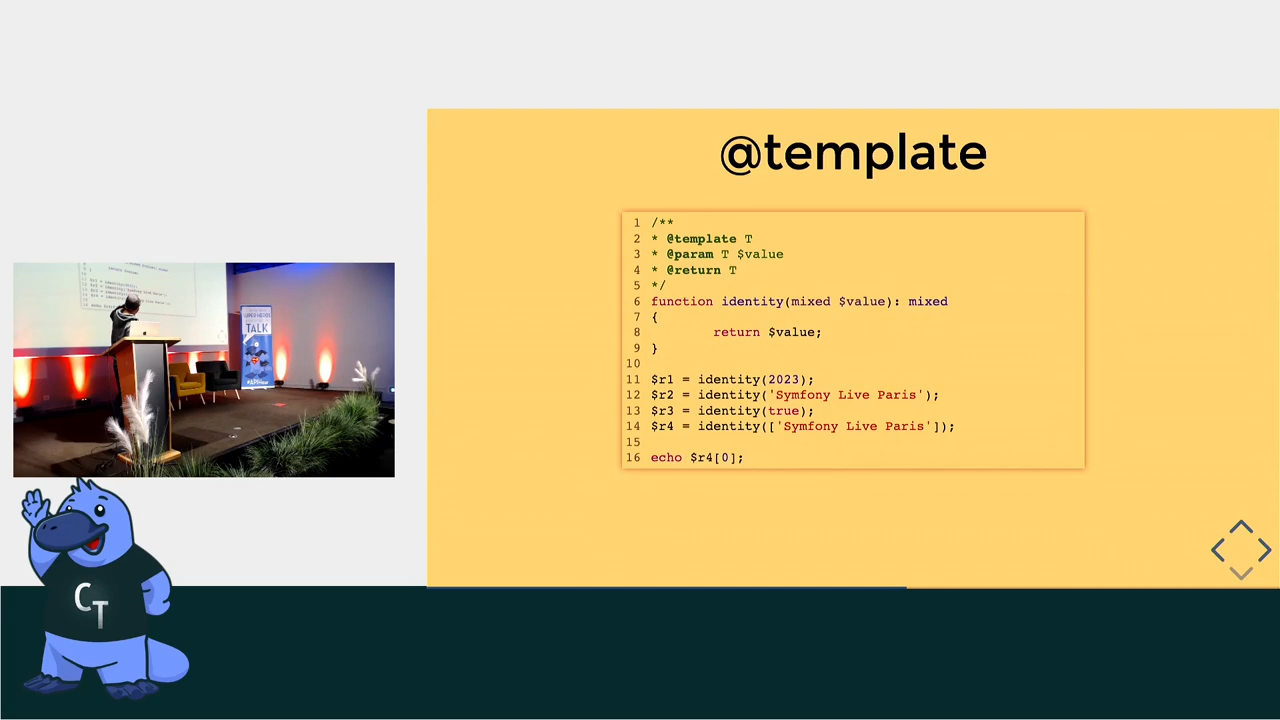 @template
1 /**
2 * @template T
3 * @param T $value
4 * @return T
5 */
6 function identity(mixed $value): mixed
7 {
8 return $value;
9 }
10
11 $r1 = identity(2023);
12 $r2 = identity('Symfony Live Paris');
13 $r3 = identity(true);
14 $r4 = identity(['Symfony Live Paris']);
15
16 echo $r4[0];
TALK
CT